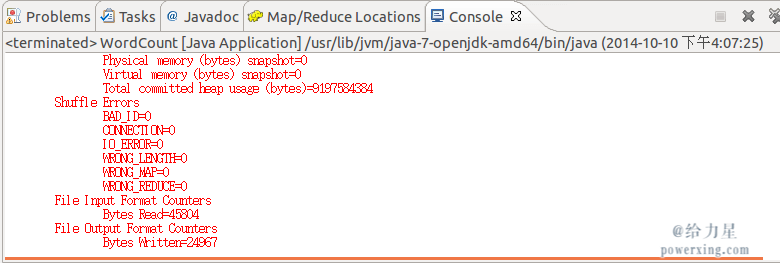 Problems Tasks @ Javadoc Map/Reduce Locations Console
<terminated> WordCount [Java Application] /usr/lib/jvm/java-7-openjdk-amd64/bin/java (2014-10-10 下午4:07:25)
Physical memory (bytes) snapshot=0
Virtual memory (bytes) snapshot=0
Total committed heap usage (bytes)=9197584384
Shuffle Errors
BAD_ID=0
CONNECTION=0
IO_ERROR=0
WRONG_LENGTH=0
WRONG_MAP=0
WRONG_REDUCE=0
File Input Format Counters
Bytes Read=45804
File Output Format Counters
Bytes Written=24967
@给力星
powerxing.com